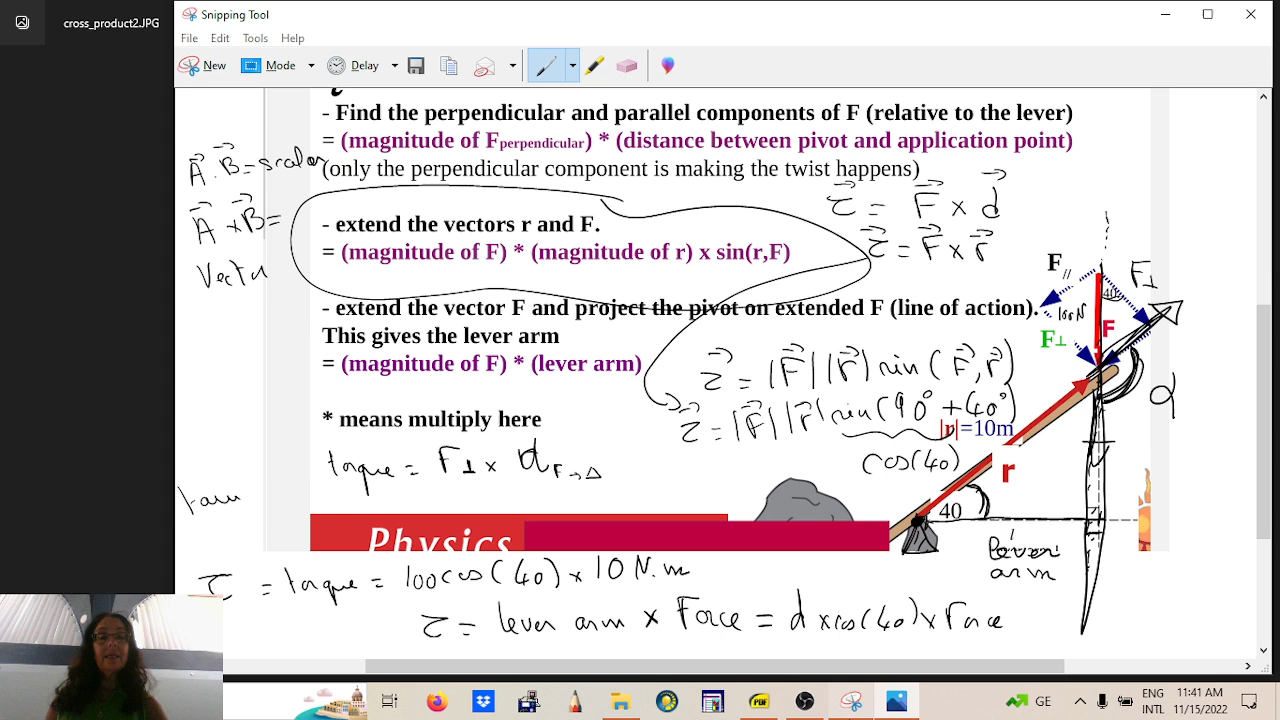 cross_product2.JPG
Snipping Tool
File Edit Tools Help
New Mode Delay
- Find the perpendicular and parallel components of F (relative to the lever)
= (magnitude of Fperpendicular) * (distance between pivot and application point)
(only the perpendicular component is making the twist happens)
A . B = scalar
A × B =
Vector
τ = F × d
τ = F × r
- extend the vectors r and F.
= (magnitude of F) * (magnitude of r) x sin(r,F)
- extend the vector F and project the pivot on extended F (line of action).
This gives the lever arm
= (magnitude of F) * (lever arm)
* means multiply here
τ = |F| |r| sin (F, r)
τ = |F| |r| sin(90° + 40°)
cos(40)
torque = F⊥ × d F→Δ
F//
F⊥
40
100N
F
F⊥
α
|r|=10m
r
40
lever
arm
Physics
τ = torque = 100 cos(40) × 10 N.m
τ = lever arm × Force = d × cos(40) × Force
GE
ENG
INTL
11:41 AM
11/15/2022